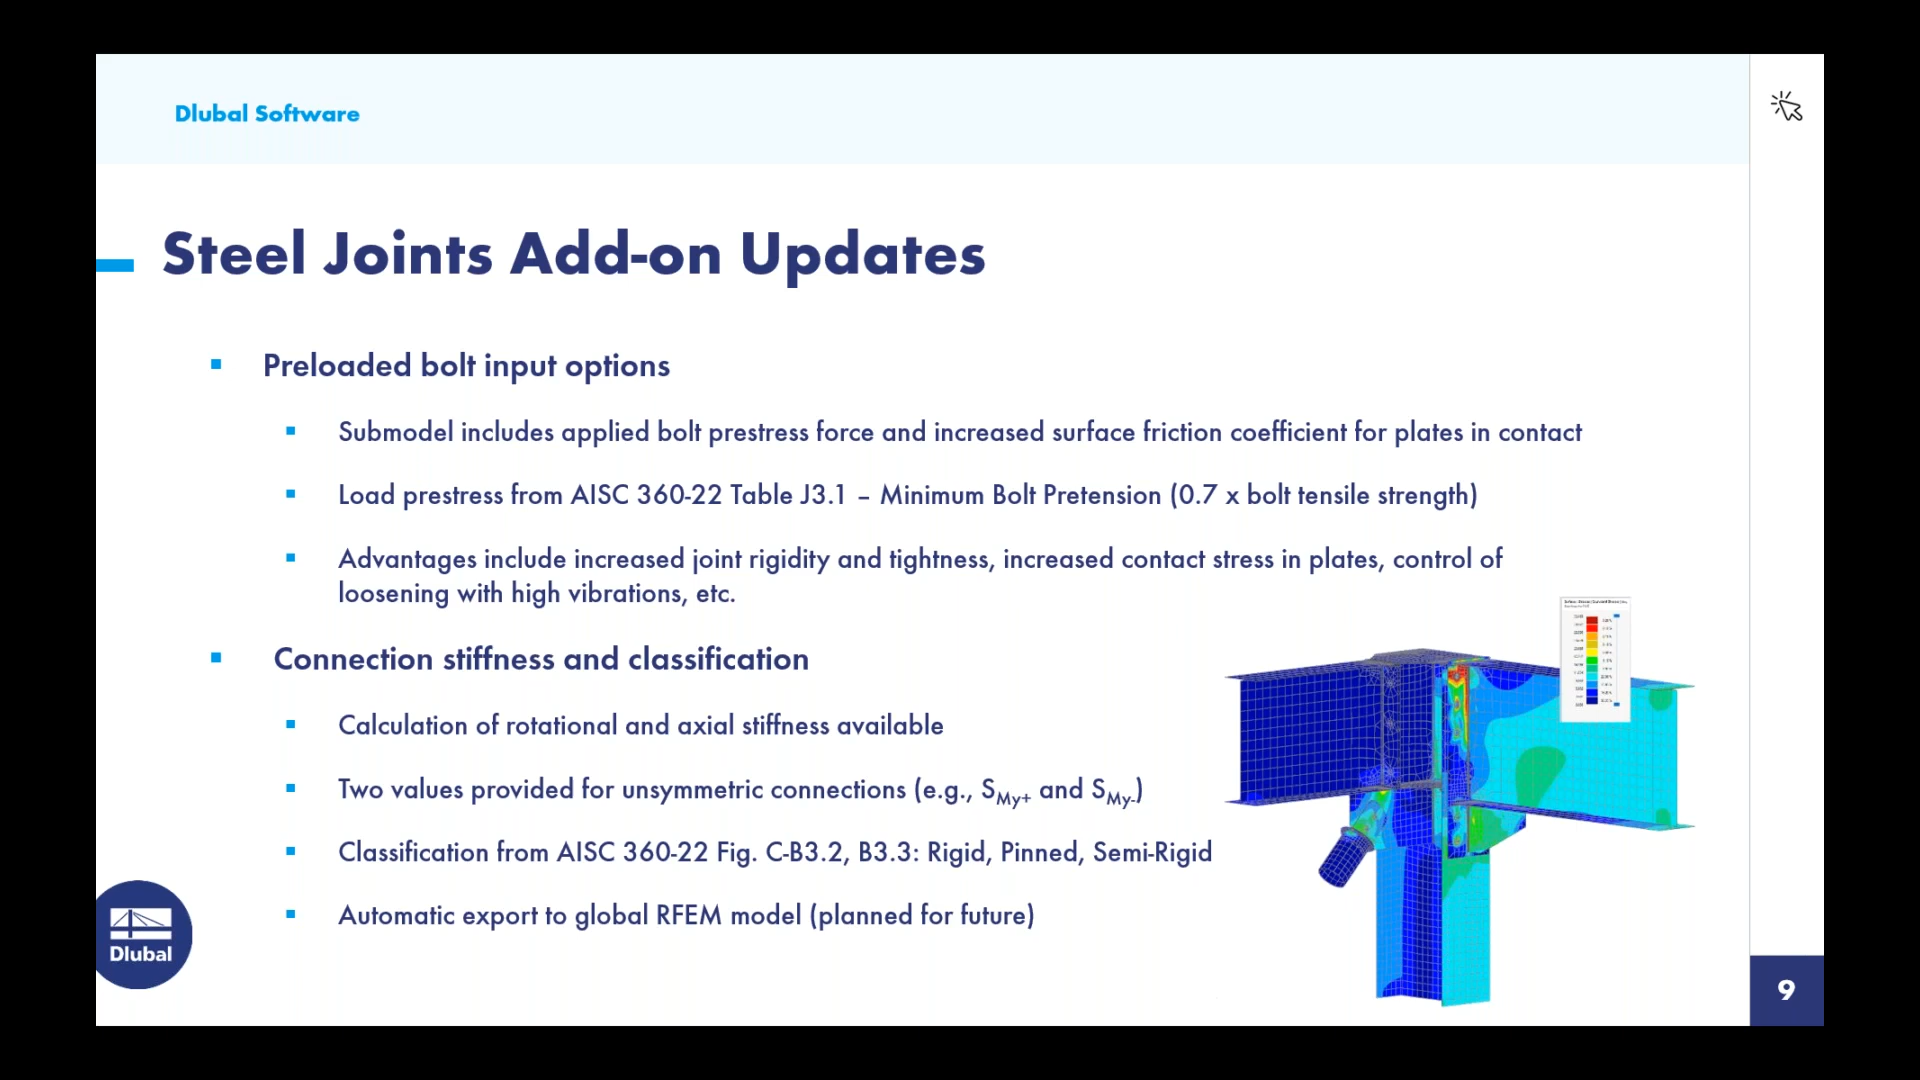 Dlubal Software
Steel Joints Add-on Updates
Preloaded bolt input options
Submodel includes applied bolt prestress force and increased surface friction coefficient for plates in contact
Load prestress from AISC 360-22 Table J3.1 – Minimum Bolt Pretension (0.7 x bolt tensile strength)
Advantages include increased joint rigidity and tightness, increased contact stress in plates, control of
loosening with high vibrations, etc.
Connection stiffness and classification
Calculation of rotational and axial stiffness available
Two values provided for unsymmetric connections (e.g., SMy+ and SMy-)
Classification from AISC 360-22 Fig. C-B3.2, B3.3: Rigid, Pinned, Semi-Rigid
Automatic export to global RFEM model (planned for future)
Dlubal
9